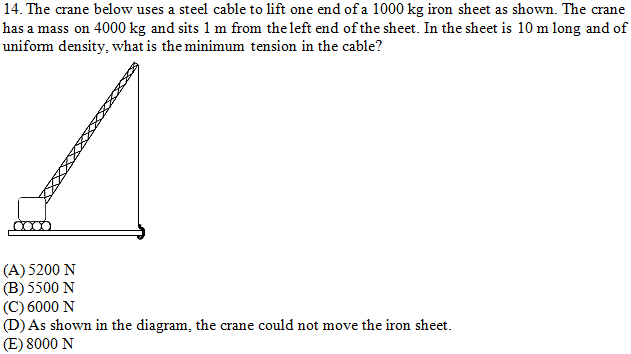 14. The crane below uses a steel cable to lift one end of a 1000 kg iron sheet as shown. The crane
has a mass on 4000 kg and sits 1 m from the left end of the sheet. In the sheet is 10 m long and of
uniform density, what is the minimum tension in the cable?
(A) 5200 N
(B) 5500 N
(C) 6000 N
(D) As shown in the diagram, the crane could not move the iron sheet.
(E) 8000 N